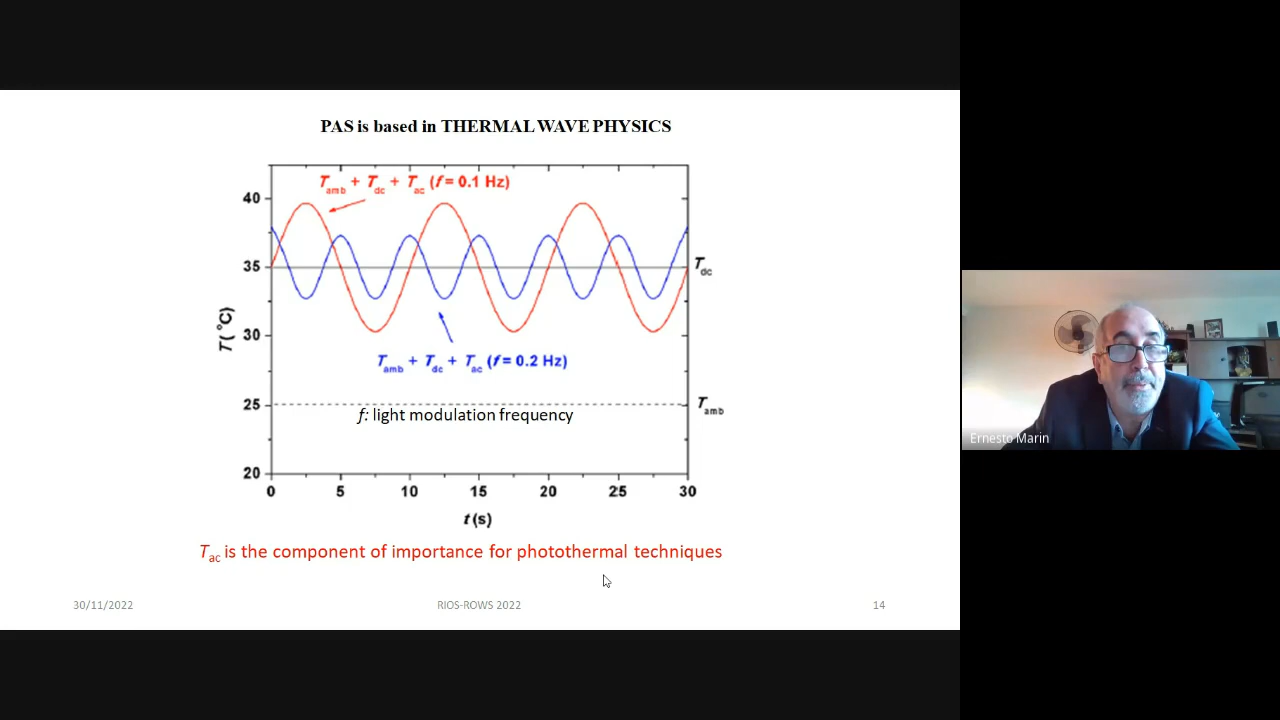 PAS is based in THERMAL WAVE PHYSICS
T_amb + T_dc + T_ac (f = 0.1 Hz)
40
35
T_dc
30
T_amb + T_dc + T_ac (f = 0.2 Hz)
25
T_amb
f: light modulation frequency
20
0 5 10 15 20 25 30
T (°C)
t (s)
T_ac is the component of importance for photothermal techniques
30/11/2022 RIOS-ROWS 2022 14
Ernesto Marin